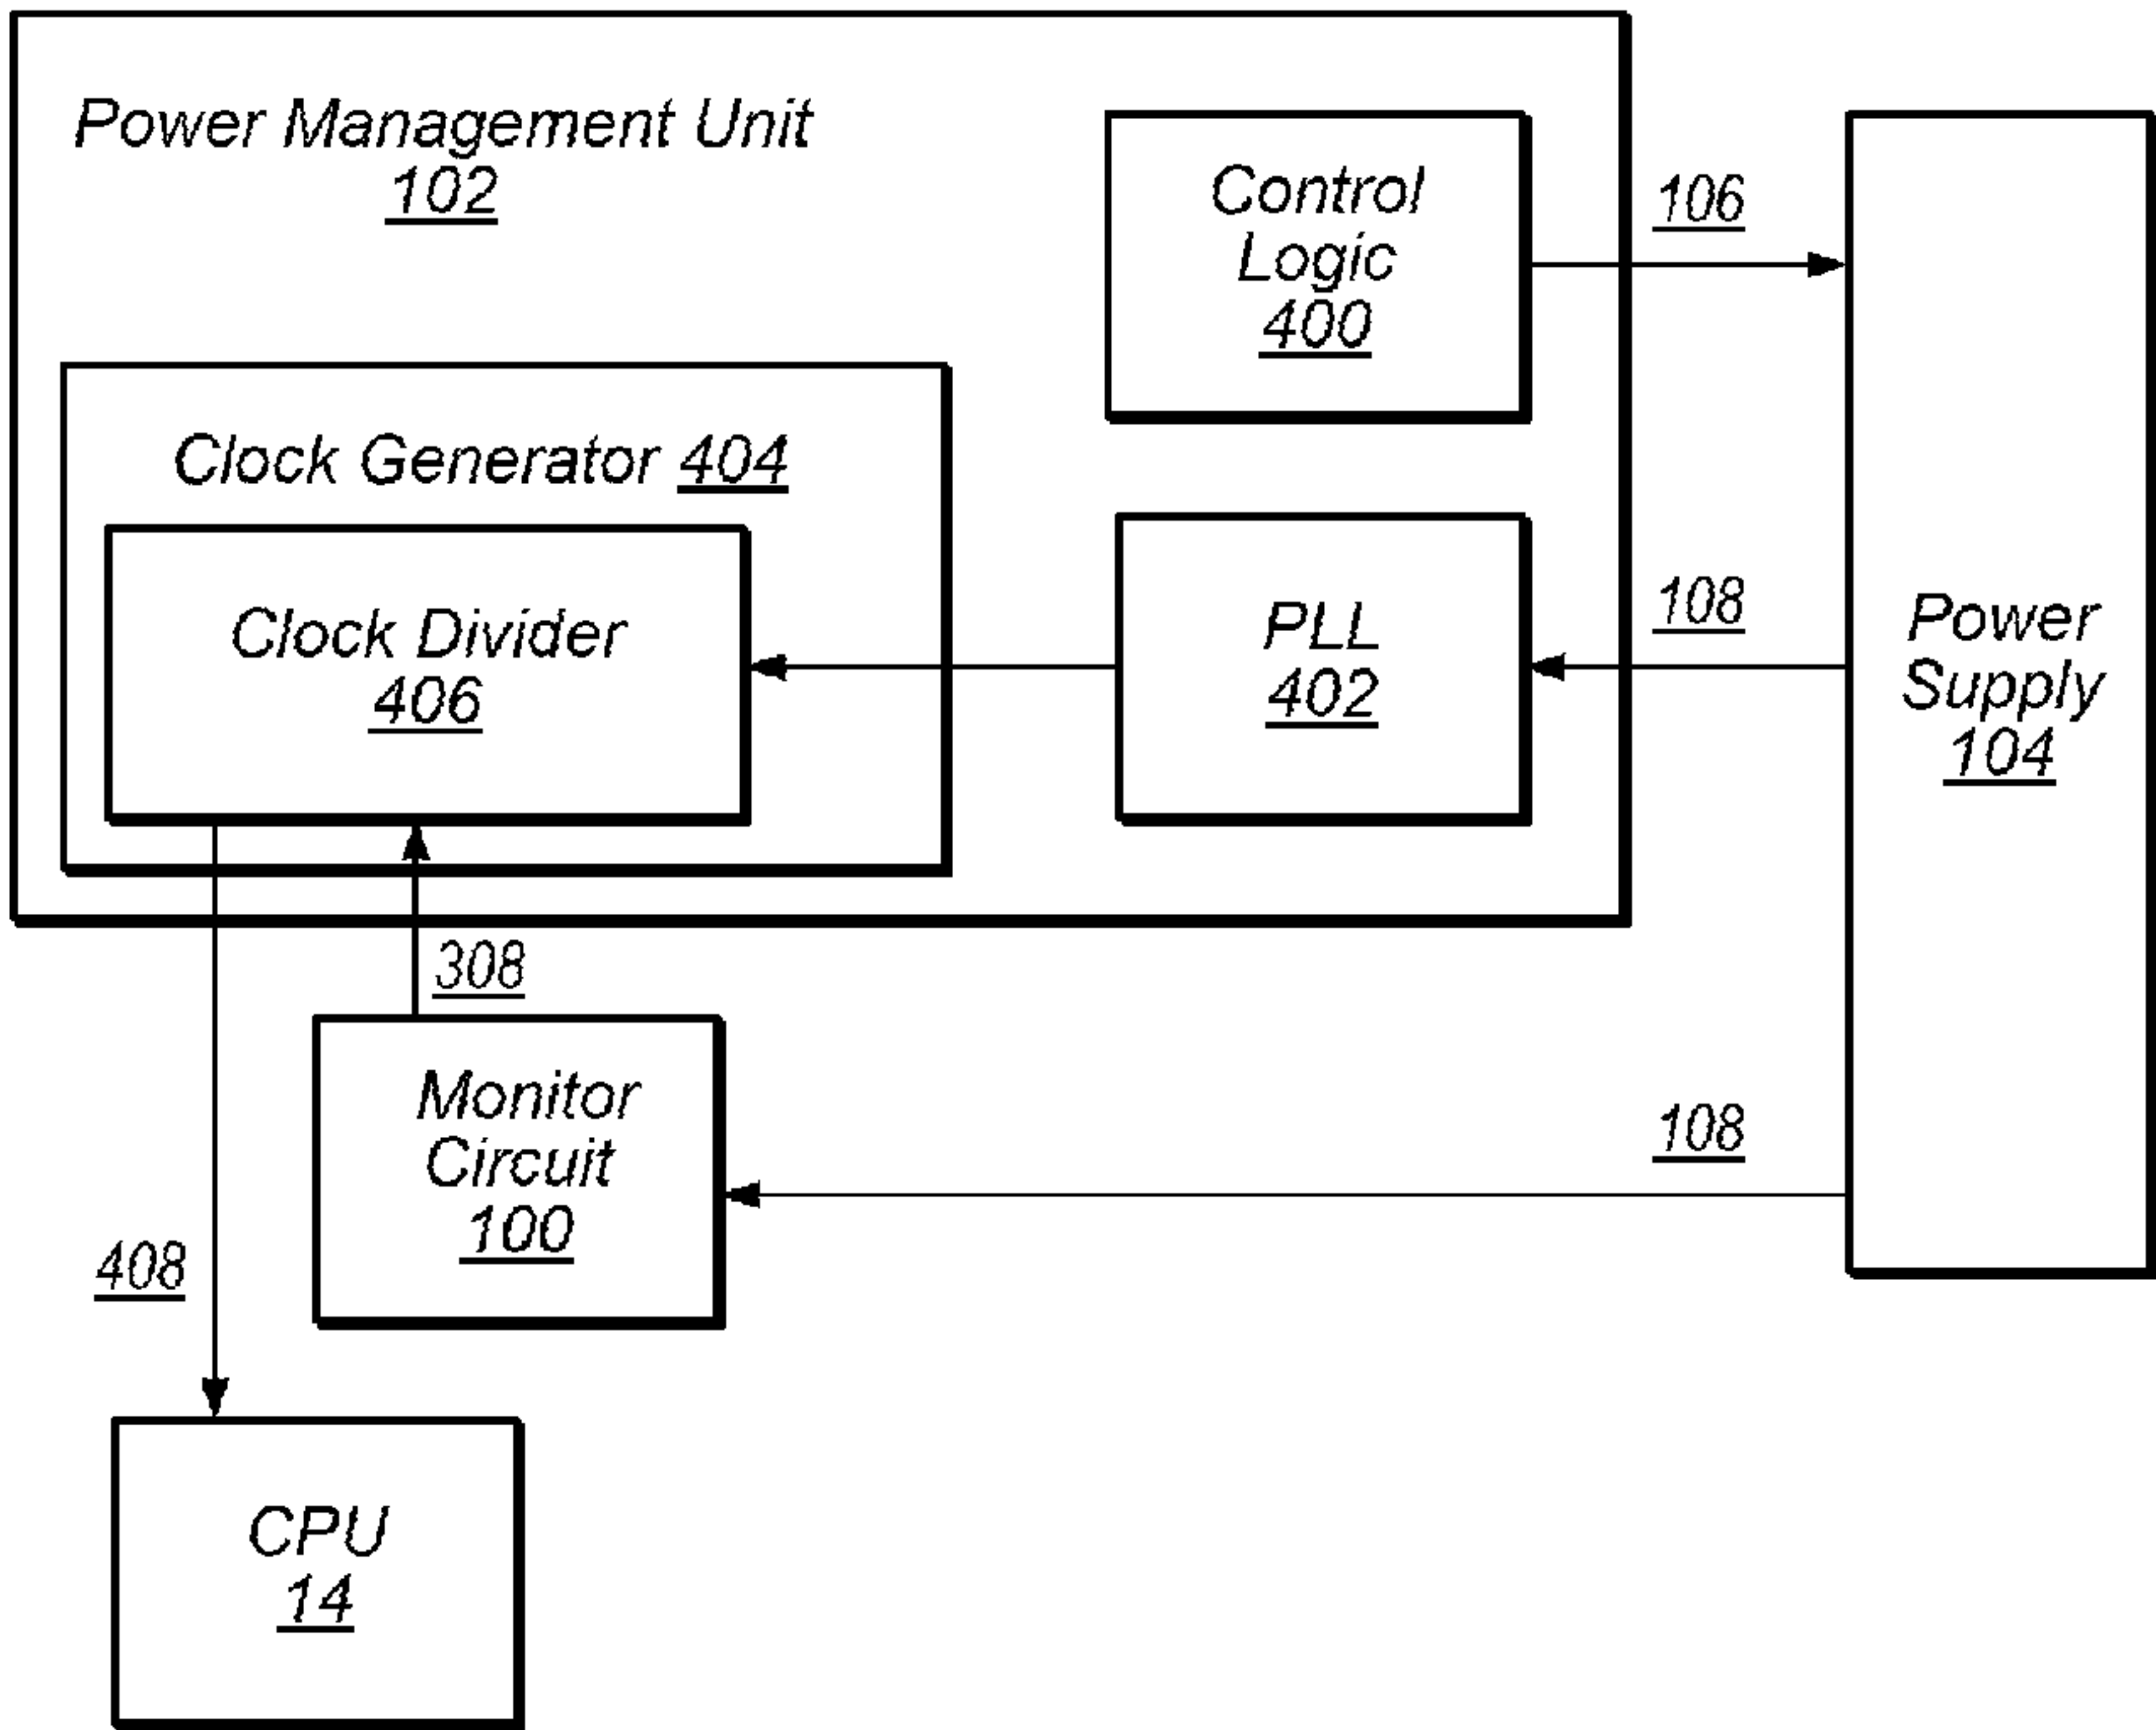 Power Management Unit
102
Control
Logic
400
106
Clock Generator 404
Clock Divider
406
PLL
402
108
Power
Supply
104
308
Monitor
Circuit
100
108
408
CPU
14